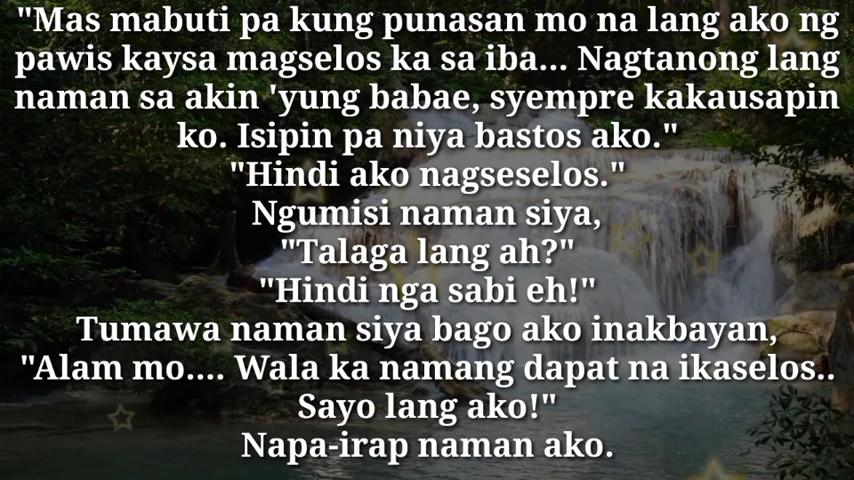 "Mas mabuti pa kung punasan mo na lang ako ng
pawis kaysa magselos ka sa iba... Nagtanong lang
naman sa akin 'yung babae, syempre kakausapin
ko. Isipin pa niya bastos ako."
"Hindi ako nagseselos."
Ngumisi naman siya,
"Talaga lang ah?"
"Hindi nga sabi eh!"
Tumawa naman siya bago ako inakbayan,
"Alam mo.... Wala ka namang dapat na ikaselos..
Sayo lang ako!"
Napa-irap naman ako.